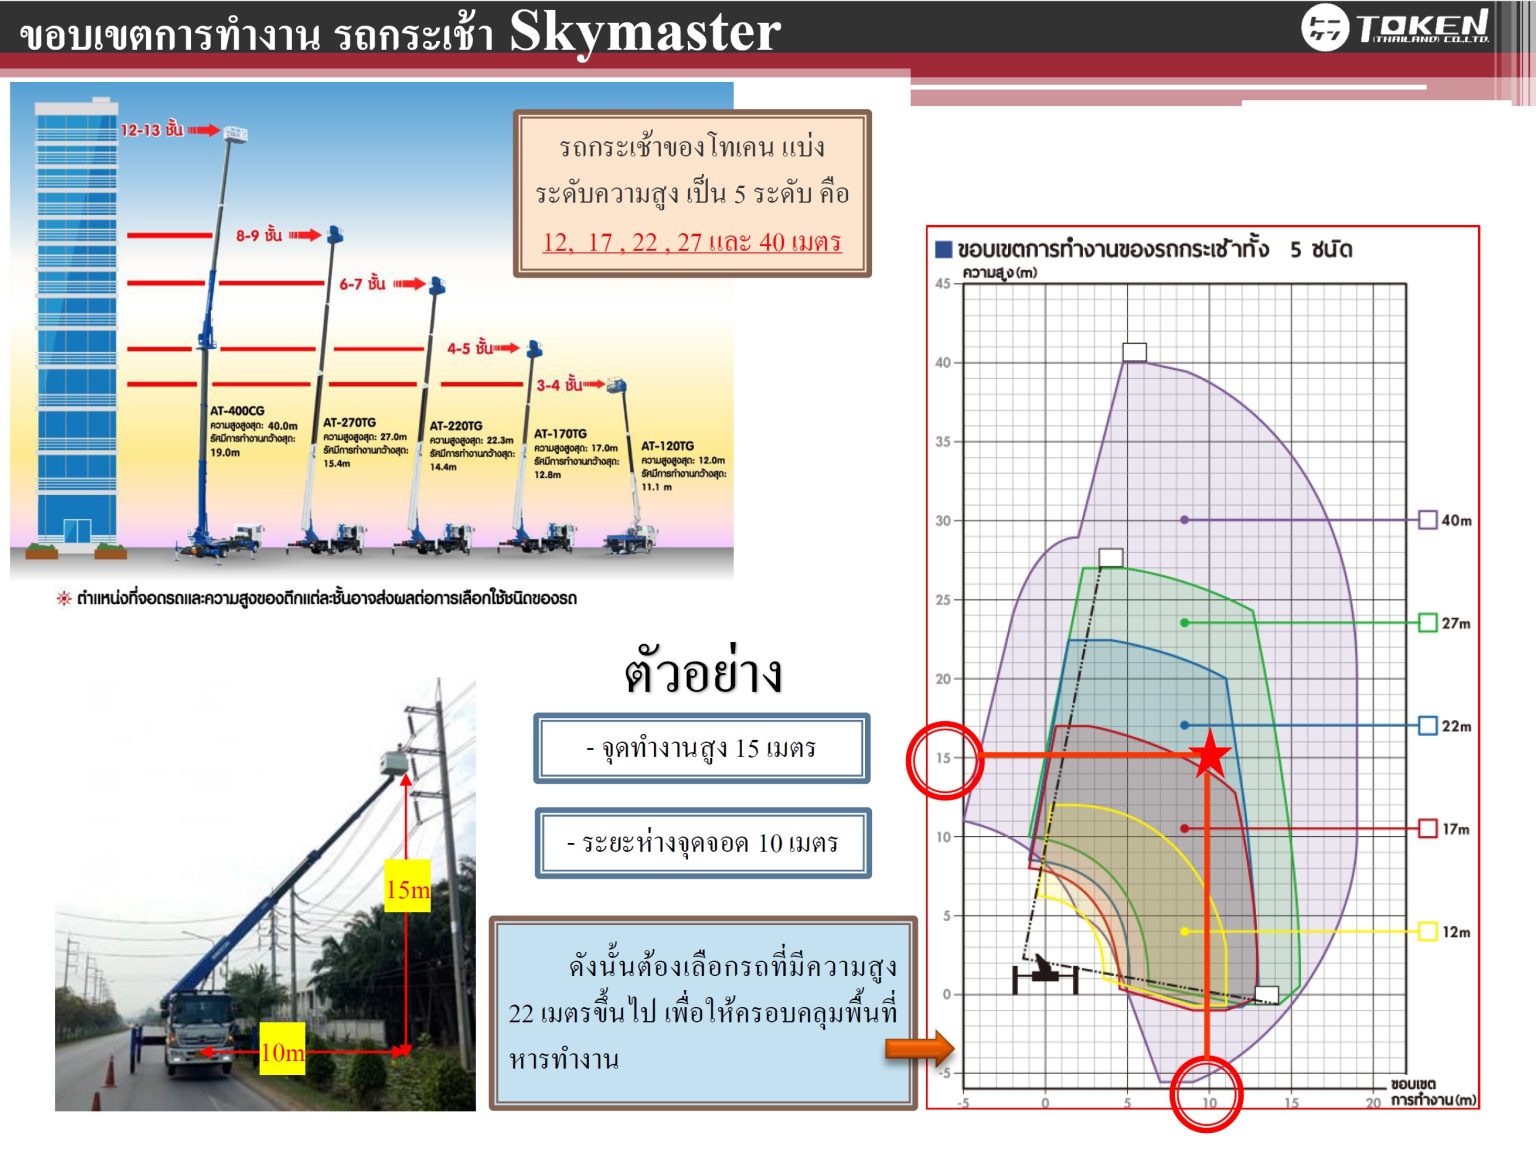 ขอบเขตการทำงาน รถกระเช้า Skymaster
トーケン TOKEN
(THAILAND) CO.,LTD.
12-13 ชั้น
8-9 ชั้น
6-7 ชั้น
4-5 ชั้น
3-4 ชั้น
AT-400CG
ความสูงสูงสุด: 40.0m
รัศมีการทำงานกว้างสุด:
19.0m
AT-270TG
ความสูงสูงสุด: 27.0m
รัศมีการทำงานกว้างสุด:
15.4m
AT-220TG
ความสูงสูงสุด: 22.3m
รัศมีการทำงานกว้างสุด:
14.4m
AT-170TG
ความสูงสูงสุด: 17.0m
รัศมีการทำงานกว้างสุด:
12.8m
AT-120TG
ความสูงสูงสุด: 12.0m
รัศมีการทำงานกว้างสุด:
11.1 m
ตำแหน่งที่จอดรถและความสูงของตึกแต่ละชั้นอาจส่งผลต่อการเลือกใช้ชนิดของรถ
รถกระเช้าของโทเคน แบ่ง
ระดับความสูง เป็น 5 ระดับ คือ
12, 17 , 22 , 27 และ 40 เมตร
ตัวอย่าง
- จุดทำงานสูง 15 เมตร
- ระยะห่างจุดจอด 10 เมตร
ดังนั้นต้องเลือกรถที่มีความสูง
22 เมตรขึ้นไป เพื่อให้ครอบคลุมพื้นที่
หารทำงาน
15m
10m
ขอบเขตการทำงานของรถกระเช้าทั้ง 5 ชนิด
ความสูง (m)
45
40
35
30
25
20
15
10
5
0
-5
40m
27m
22m
17m
12m
-5 0 5 10 15 20
ขอบเขต
การทำงาน (m)